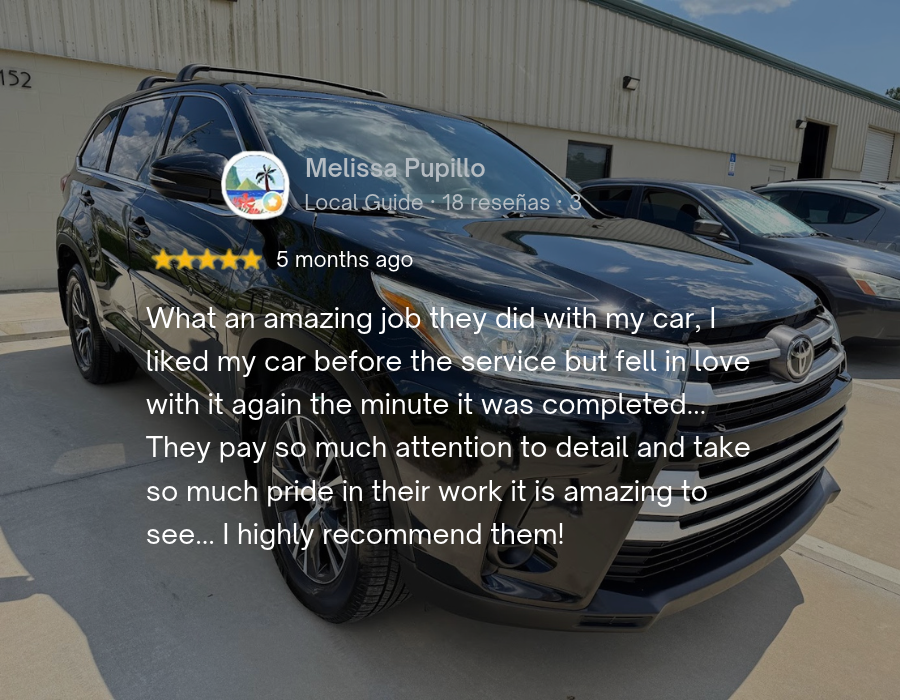 152
Melissa Pupillo
Local Guide · 18 reseñas · 3
5 months ago
What an amazing job they did with my car, I
liked my car before the service but fell in love
with it again the minute it was completed...
They pay so much attention to detail and take
so much pride in their work it is amazing to
see... I highly recommend them!